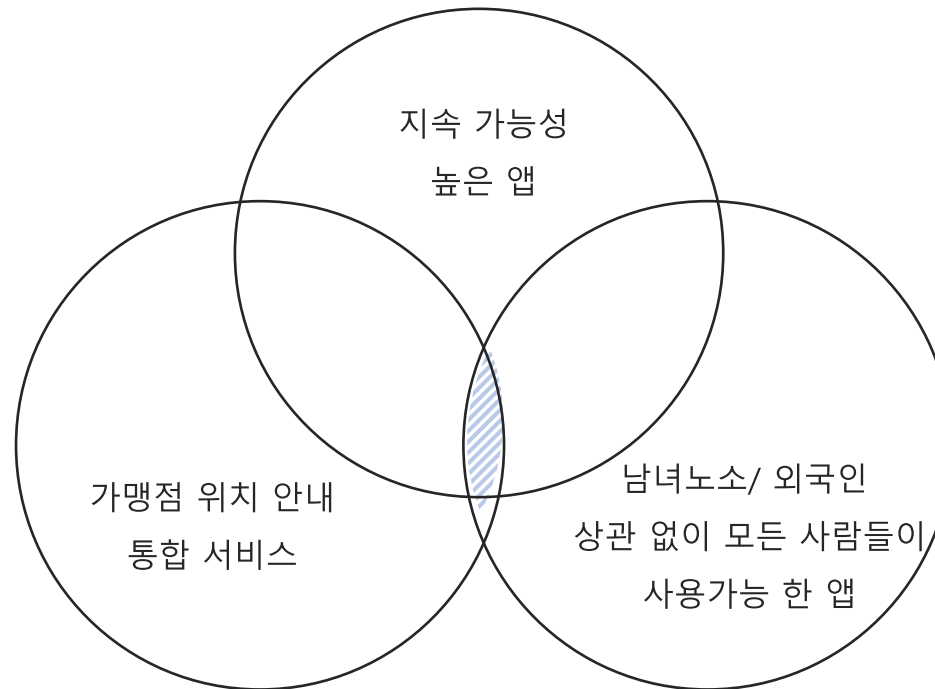 지속 가능성
높은 앱
가맹점 위치 안내
통합 서비스
남녀노소/ 외국인
상관 없이 모든 사람들이
사용가능 한 앱